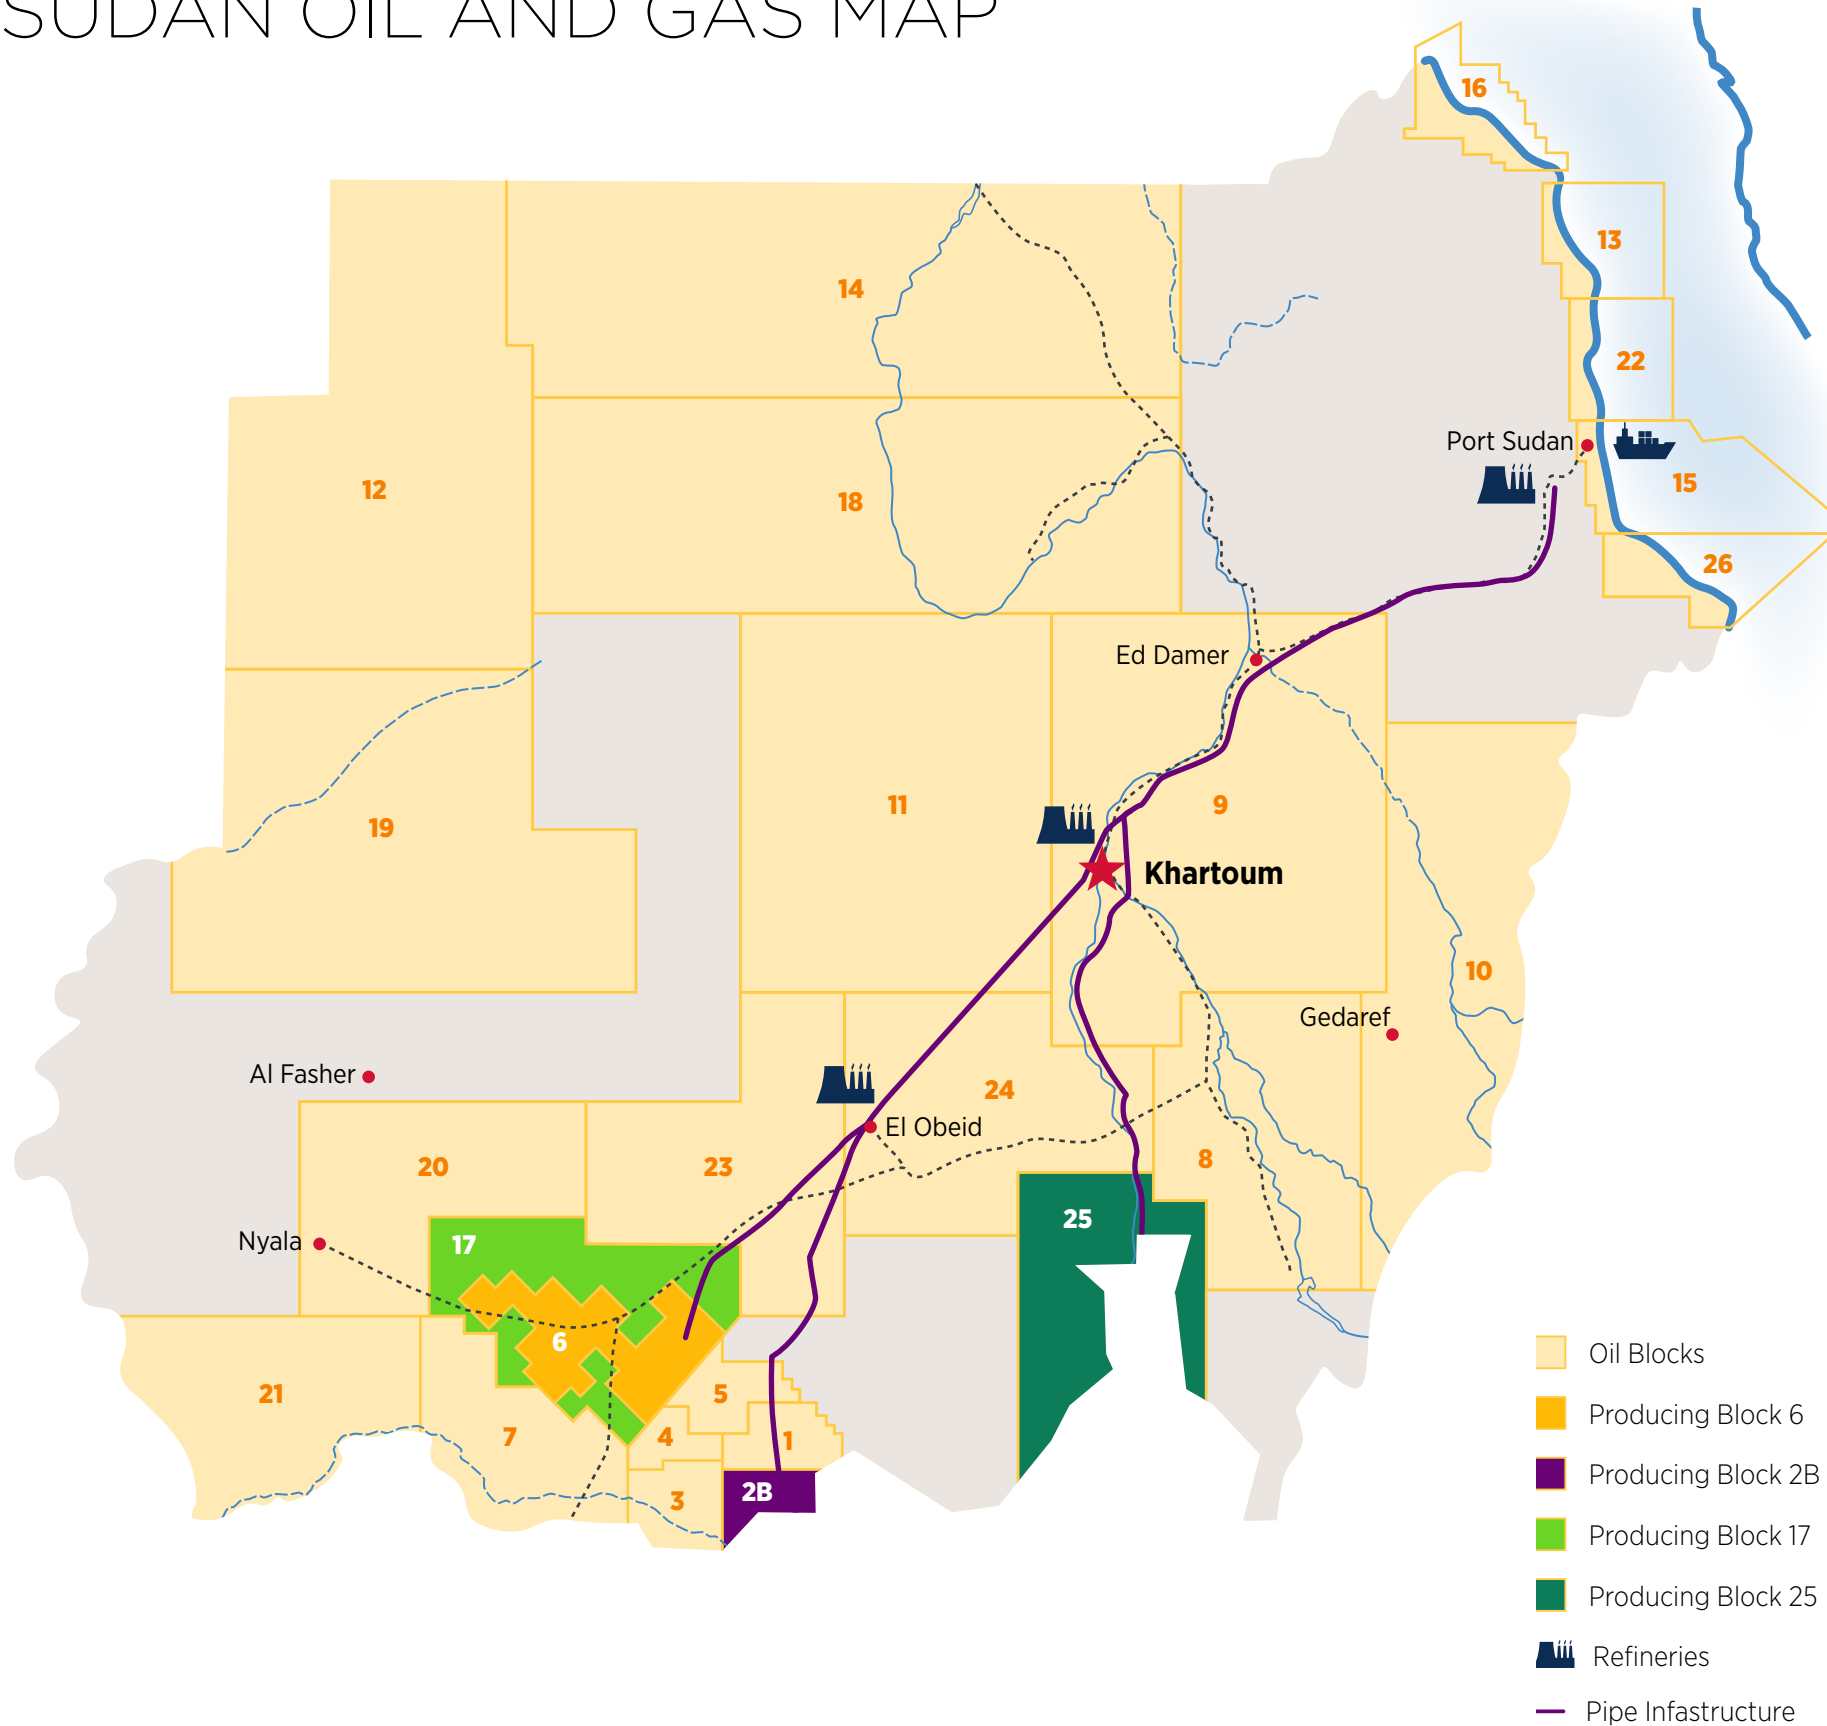 SUDAN OIL AND GAS MAP
16
13
14
22
Port Sudan
15
12
18
26
Ed Damer
11
9
19
Khartoum
10
Gedaref
Al Fasher
24
El Obeid
20
23
8
25
Nyala
17
6
21
5
7
4
1
3
2B
Oil Blocks
Producing Block 6
Producing Block 2B
Producing Block 17
Producing Block 25
Refineries
Pipe Infastructure